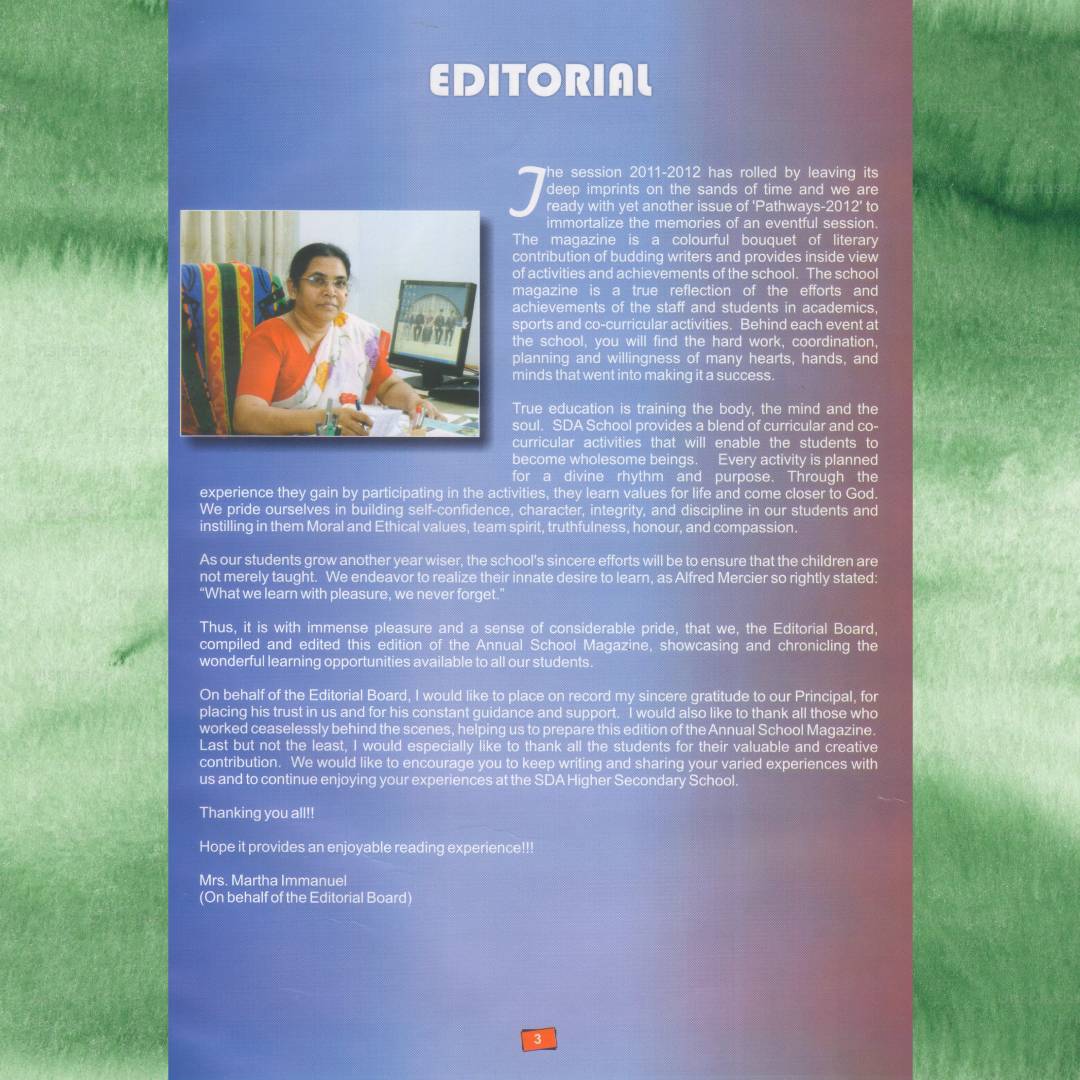 EDITORIAL
The session 2011-2012 has rolled by leaving its
deep imprints on the sands of time and we are
ready with yet another issue of 'Pathways-2012' to
immortalize the memories of an eventful session.
The magazine is a colourful bouquet of literary
contribution of budding writers and provides inside view
of activities and achievements of the school. The school
magazine is a true reflection of the efforts and
achievements of the staff and students in academics,
sports and co-curricular activities. Behind each event at
the school, you will find the hard work, coordination,
planning and willingness of many hearts, hands, and
minds that went into making it a success.
True education is training the body, the mind and the
soul. SDA School provides a blend of curricular and co-
curricular activities that will enable the students to
become wholesome beings. Every activity is planned
for a divine rhythm and purpose. Through the
experience they gain by participating in the activities, they learn values for life and come closer to God.
We pride ourselves in building self-confidence, character, integrity, and discipline in our students and
instilling in them Moral and Ethical values, team spirit, truthfulness, honour, and compassion.
As our students grow another year wiser, the school's sincere efforts will be to ensure that the children are
not merely taught. We endeavor to realize their innate desire to learn, as Alfred Mercier so rightly stated:
“What we learn with pleasure, we never forget.”
Thus, it is with immense pleasure and a sense of considerable pride, that we, the Editorial Board,
compiled and edited this edition of the Annual School Magazine, showcasing and chronicling the
wonderful learning opportunities available to all our students.
On behalf of the Editorial Board, I would like to place on record my sincere gratitude to our Principal, for
placing his trust in us and for his constant guidance and support. I would also like to thank all those who
worked ceaselessly behind the scenes, helping us to prepare this edition of the Annual School Magazine.
Last but not the least, I would especially like to thank all the students for their valuable and creative
contribution. We would like to encourage you to keep writing and sharing your varied experiences with
us and to continue enjoying your experiences at the SDA Higher Secondary School.
Thanking you all!!
Hope it provides an enjoyable reading experience!!!
Mrs. Martha Immanuel
(On behalf of the Editorial Board)
3